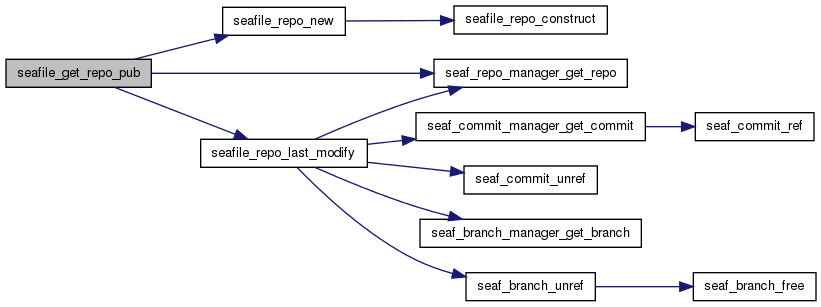 seafile_get_repo_pub
seafile_repo_new
seafile_repo_construct
seaf_repo_manager_get_repo
seafile_repo_last_modify
seaf_commit_manager_get_commit
seaf_commit_ref
seaf_commit_unref
seaf_branch_manager_get_branch
seaf_branch_unref
seaf_branch_free